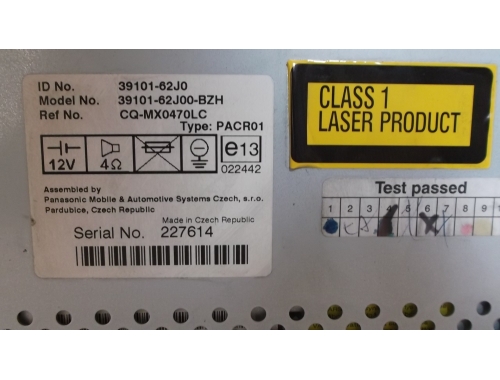 ID No. 39101-62J0
Model No. 39101-62J00-BZH
Ref No. CQ-MX0470LC
Type: PACR01
12V 4Ω e13
022442
Assembled by
Panasonic Mobile & Automotive Systems Czech, s.r.o.
Pardubice, Czech Republic
Made in Czech Republic
Serial No. 227614
CLASS 1
LASER PRODUCT
Test passed
1 2 3 4 5 6 7 8 9